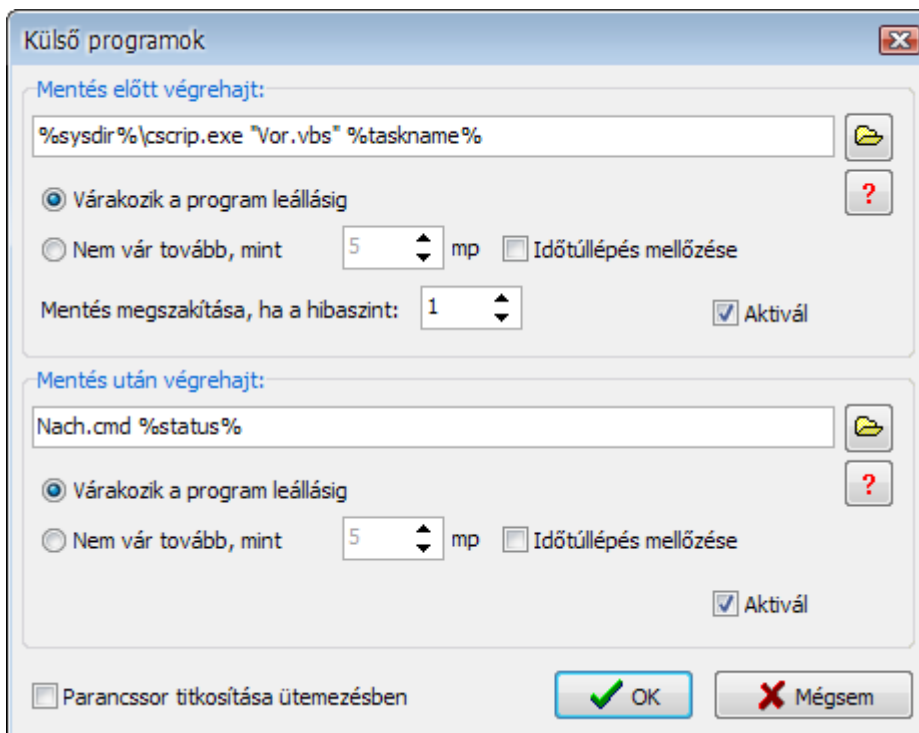 Külső programok
Mentés előtt végrehajt:
%sysdir%\cscrip.exe "Vor.vbs" %taskname%
Várakozik a program leállásig
?
Nem vár tovább, mint 5 mp Időtúllépés mellőzése
Mentés megszakítása, ha a hibaszint: 1 Aktivál
Mentés után végrehajt:
Nach.cmd %status%
Várakozik a program leállásig
?
Nem vár tovább, mint 5 mp Időtúllépés mellőzése
Aktivál
Parancssor titkosítása ütemezésben OK Mégsem